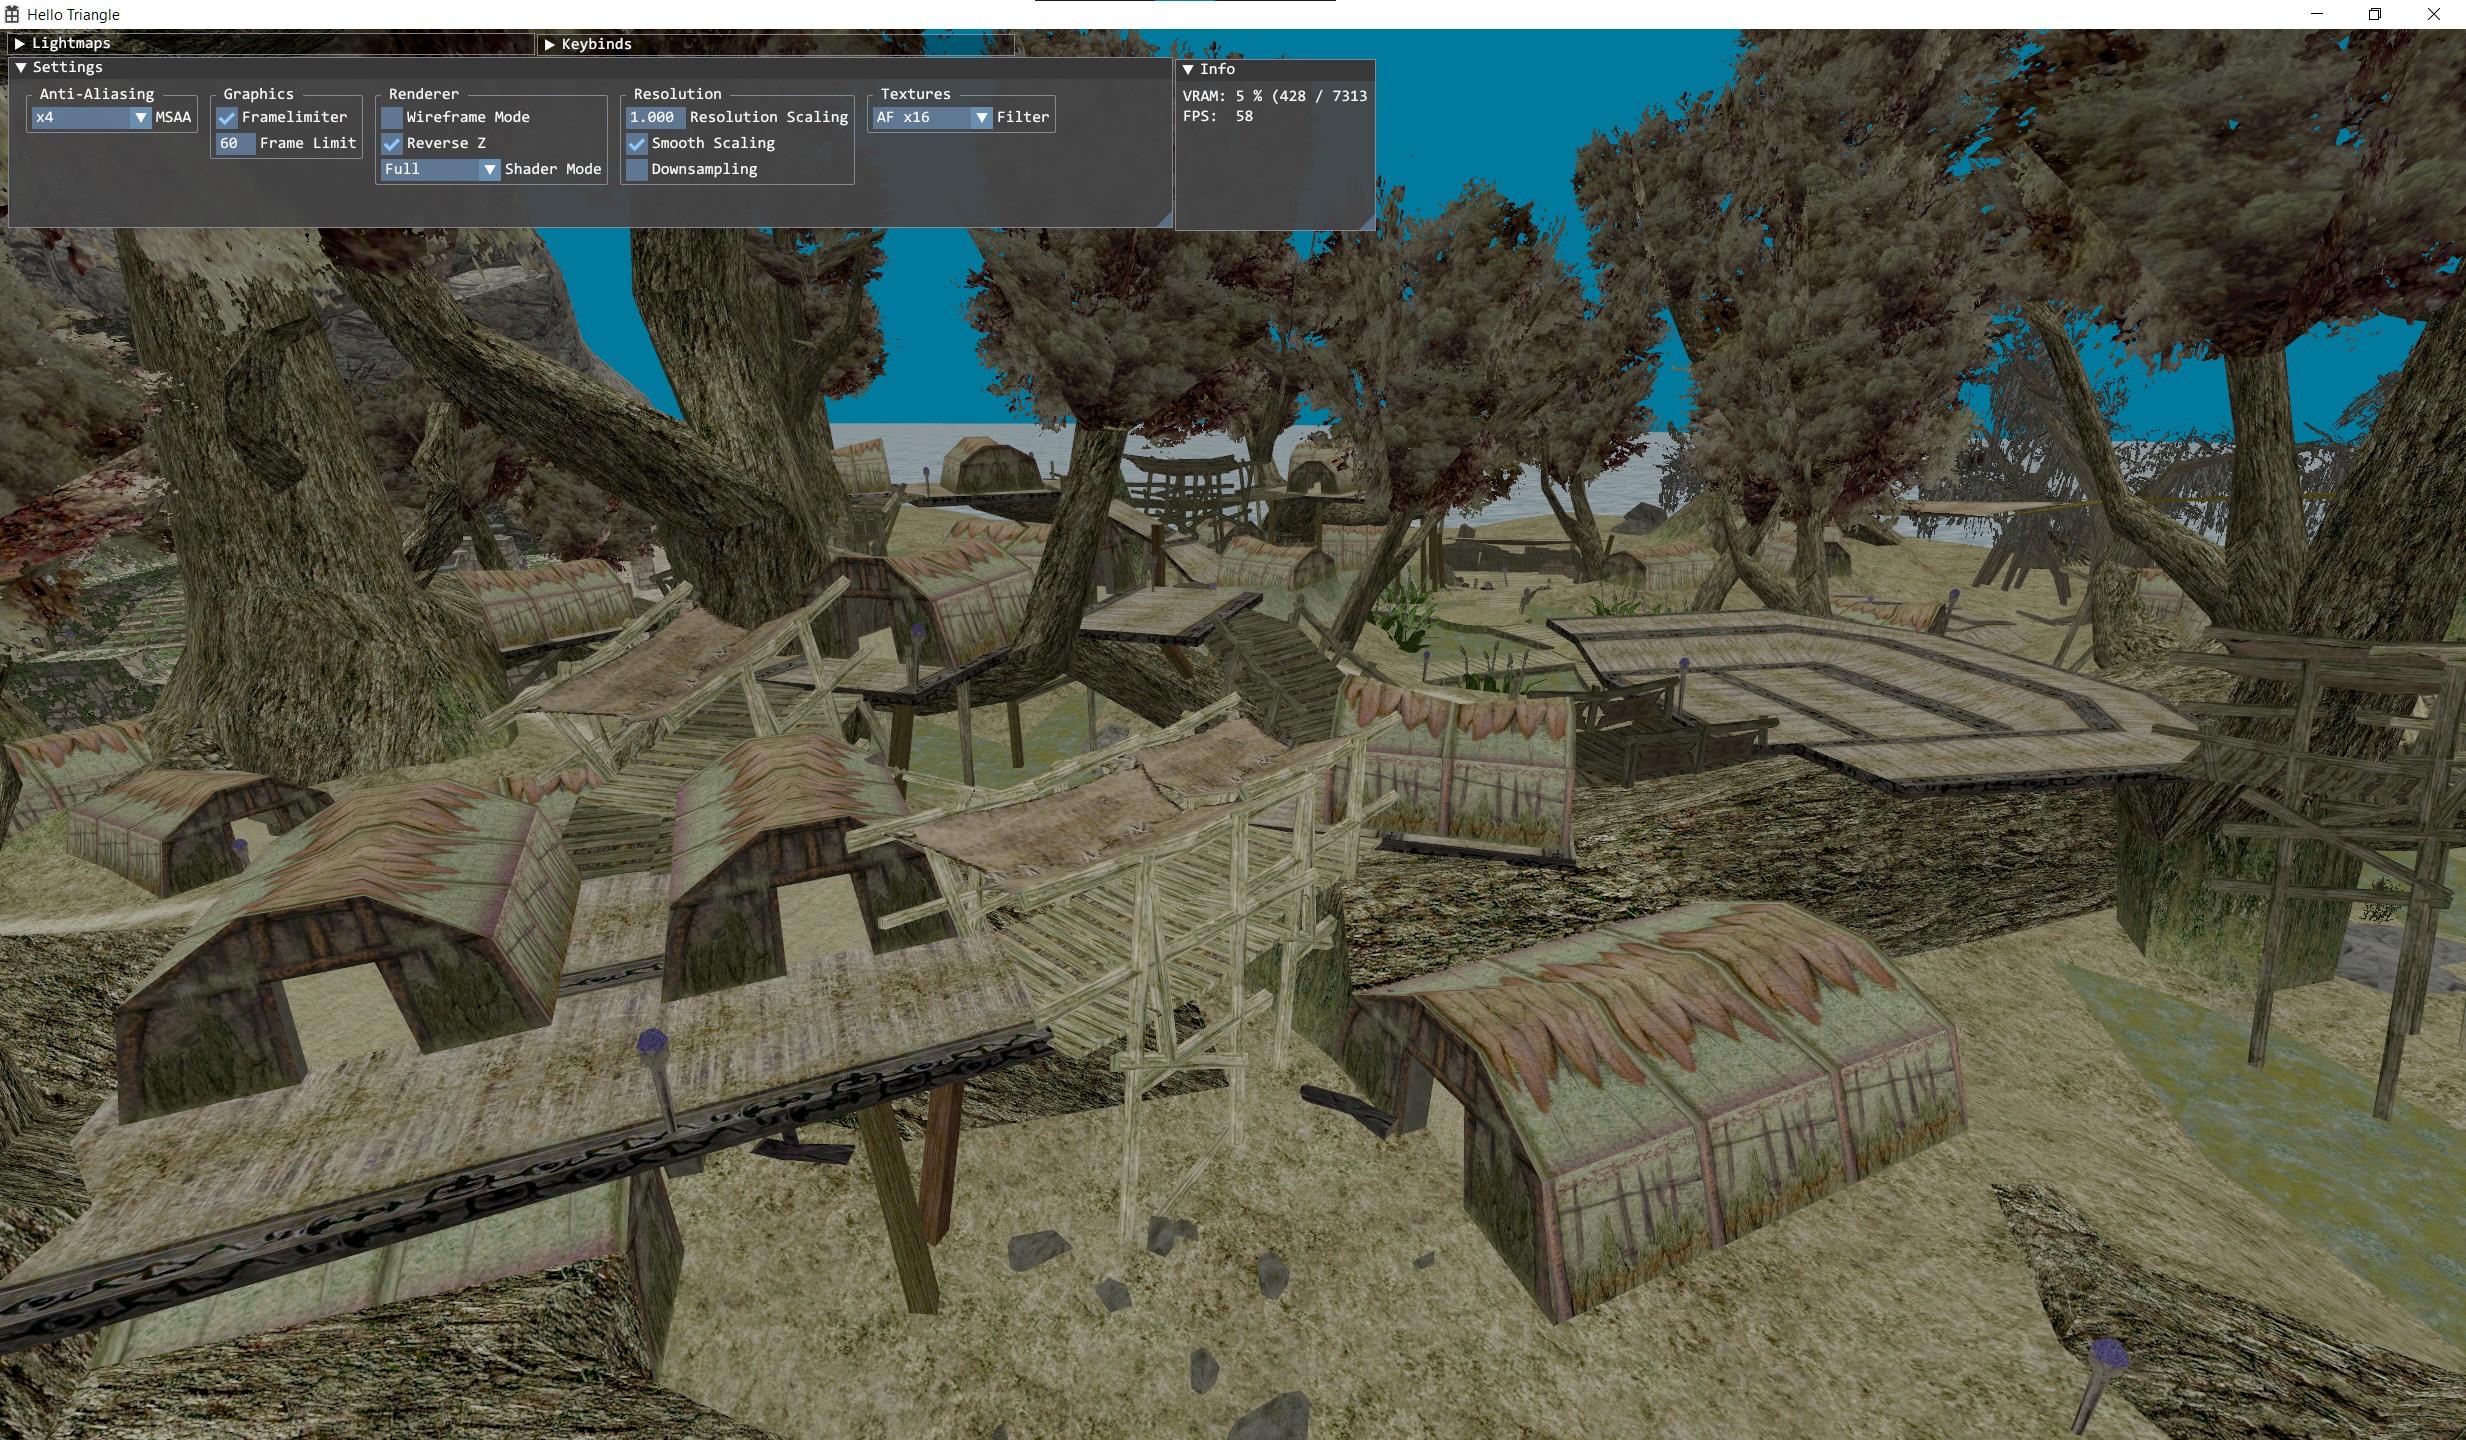 Hello Triangle
Lightmaps
Keybinds
Settings
Info
Anti-Aliasing
x4 MSAA
Graphics
Framelimiter
60 Frame Limit
Renderer
Wireframe Mode
Reverse Z
Full Shader Mode
Resolution
1.000 Resolution Scaling
Smooth Scaling
Downsampling
Textures
AF x16 Filter
VRAM: 5 % (428 / 7313
FPS: 58